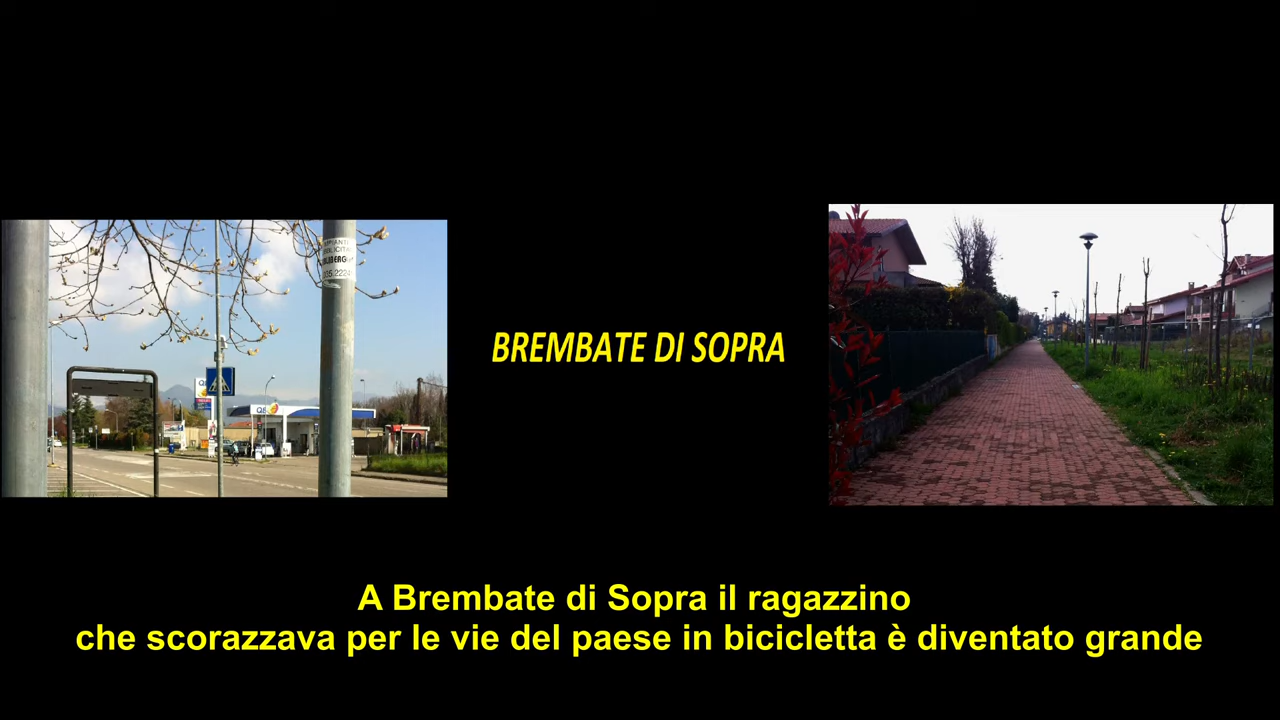 BREMBATE DI SOPRA
A Brembate di Sopra il ragazzino
che scorazzava per le vie del paese in bicicletta è diventato grande